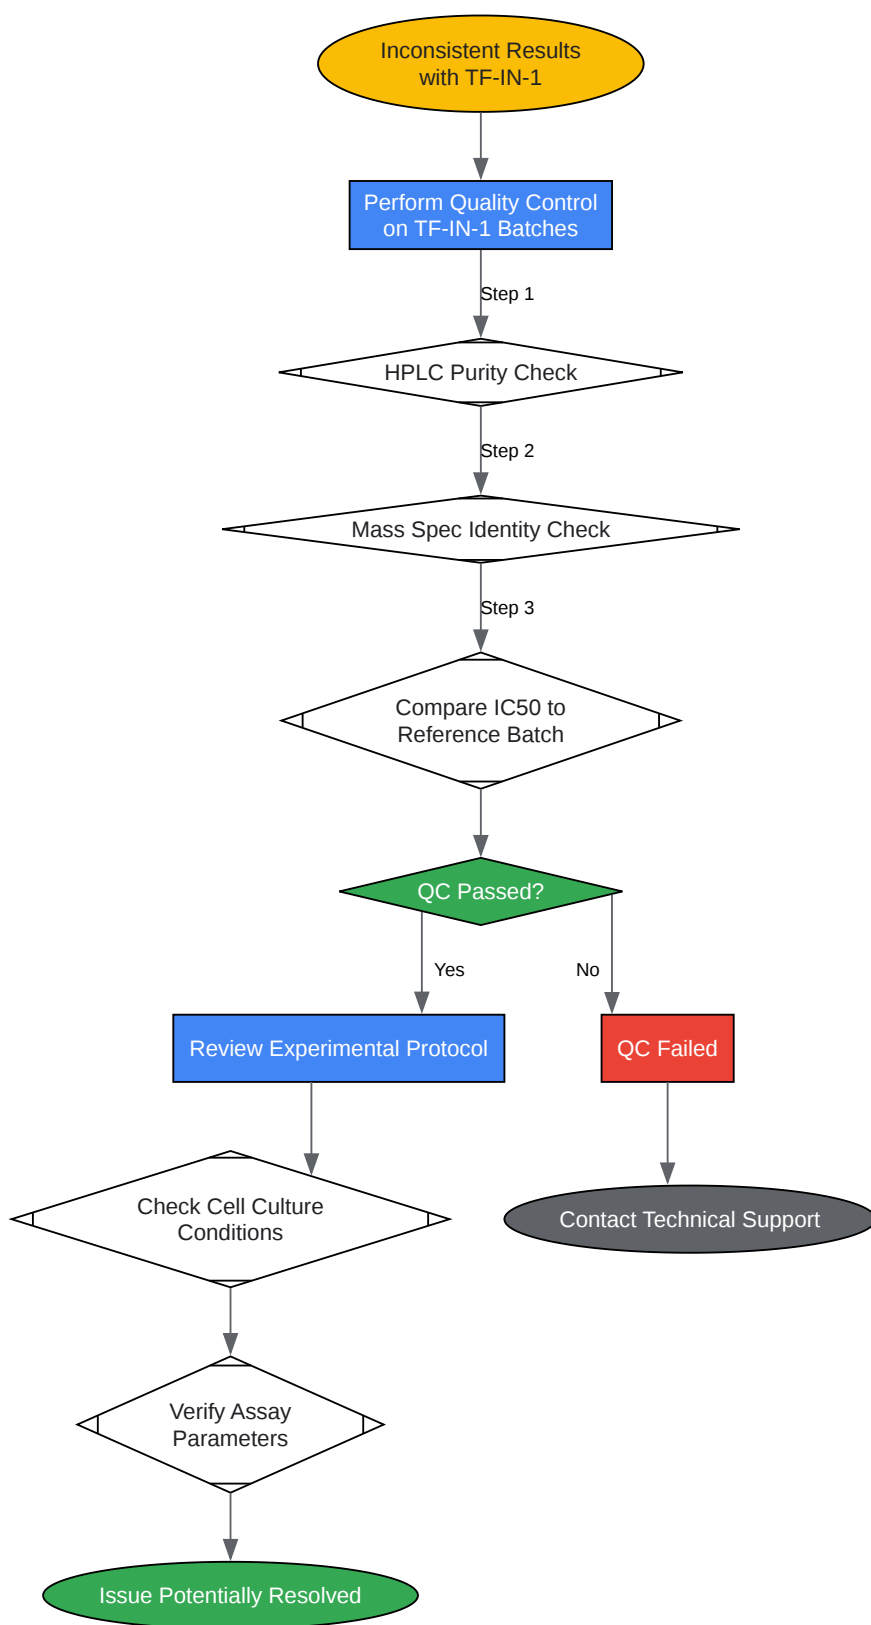 Inconsistent Results
with TF-IN-1
Perform Quality Control
on TF-IN-1 Batches
Step 1
HPLC Purity Check
Step 2
Mass Spec Identity Check
Step 3
Compare IC50 to
Reference Batch
QC Passed?
Yes
No
Review Experimental Protocol
QC Failed
Check Cell Culture
Conditions
Contact Technical Support
Verify Assay
Parameters
Issue Potentially Resolved